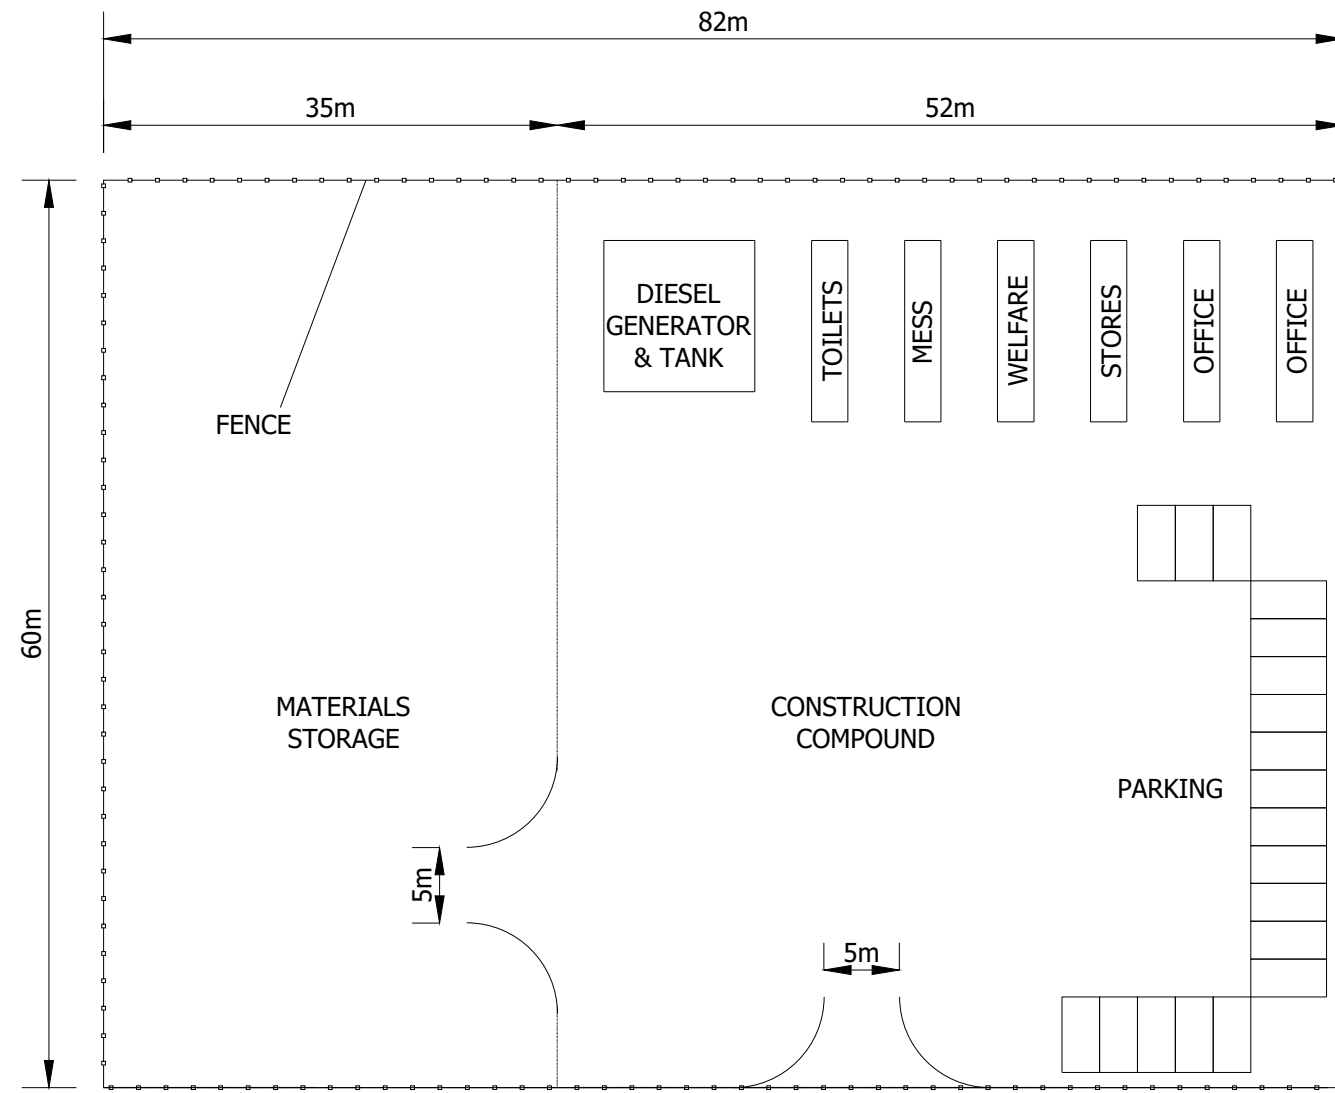 82m
35m
52m
DIESEL
GENERATOR
& TANK
TOILETS
MESS
WELFARE
STORES
OFFICE
OFFICE
FENCE
60m
MATERIALS
STORAGE
CONSTRUCTION
COMPOUND
PARKING
5m
5m